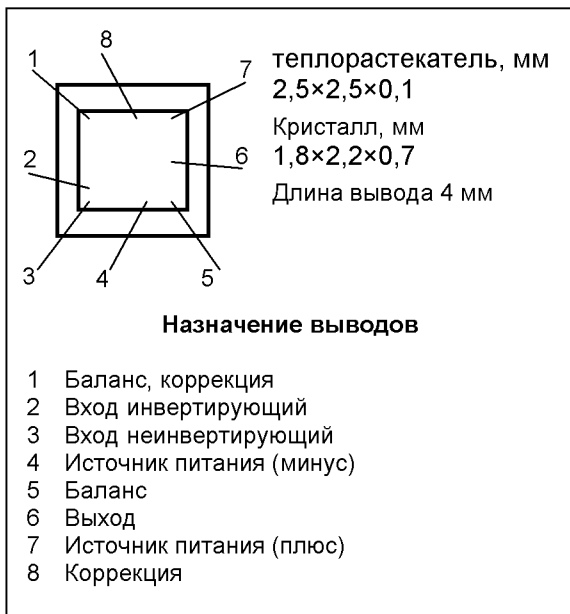 8
1
7
теплорастекатель, мм
2,5×2,5×0,1
Кристалл, мм
1,8×2,2×0,7
Длина вывода 4 мм
2
6
3
4
5
Назначение выводов
1 Баланс, коррекция
2 Вход инвертирующий
3 Вход неинвертирующий
4 Источник питания (минус)
5 Баланс
6 Выход
7 Источник питания (плюс)
8 Коррекция